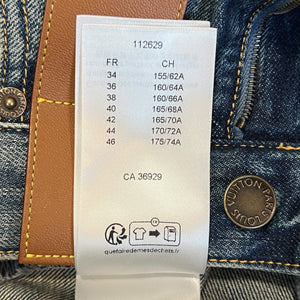 112629
FR CH
34 155/62A
36 160/64A
38 160/66A
40 165/68A
42 165/70A
44 170/72A
46 175/74A
CA 36929
FR
quefairedemesdechets.fr/
VUITTON PARIS
LOUIS